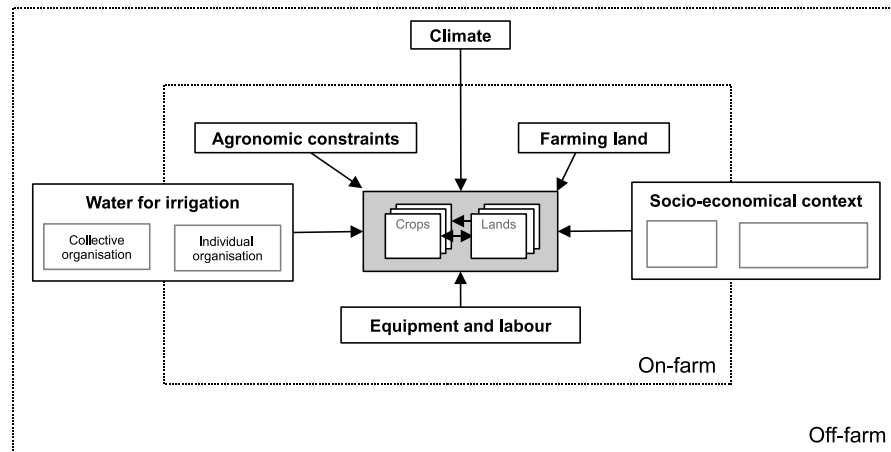 Climate
Agronomic constraints
Farming land
Water for irrigation
Collective
organisation
Individual
organisation
Crops
Lands
Socio-economical context
Equipment and labour
On-farm
Off-farm